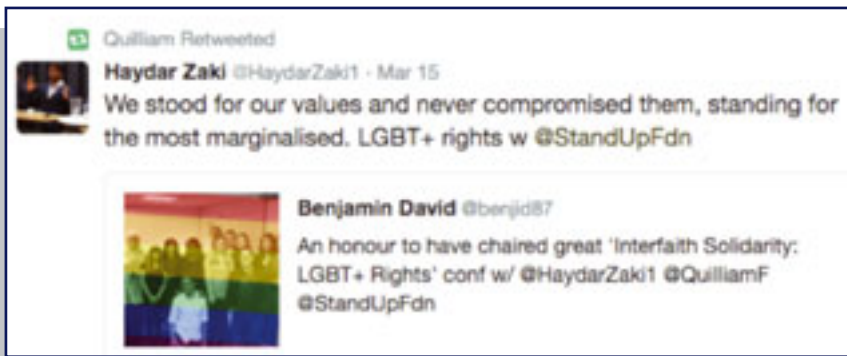 Quilliam Retweeted
Haydar Zaki @HaydarZaki1 · Mar 15
We stood for our values and never compromised them, standing for
the most marginalised. LGBT+ rights w @StandUpFdn
Benjamin David @benjid87
An honour to have chaired great 'Interfaith Solidarity:
LGBT+ Rights' conf w/ @HaydarZaki1 @QuilliamF
@StandUpFdn